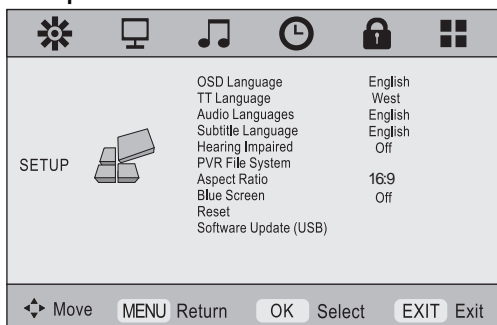 OSD Language English
TT Language West
Audio Languages English
Subtitle Language English
Hearing Impaired Off
SETUP
PVR File System
Aspect Ratio 16:9
Blue Screen Off
Reset
Software Update (USB)
Move MENU Return OK Select EXIT Exit